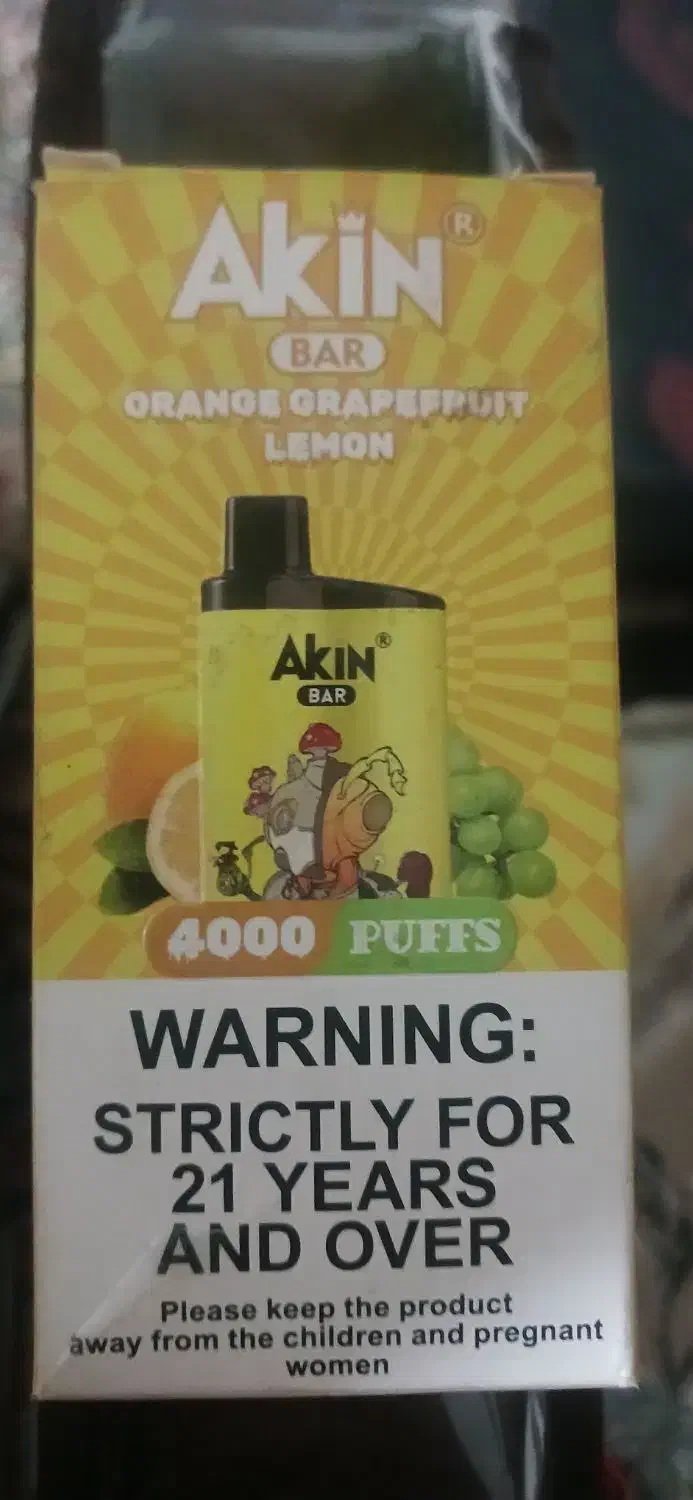 AKIN®
BAR
ORANGE GRAPEFRUIT
LEMON
AKIN®
BAR
4000 PUFFS
WARNING:
STRICTLY FOR
21 YEARS
AND OVER
Please keep the product
away from the children and pregnant
women